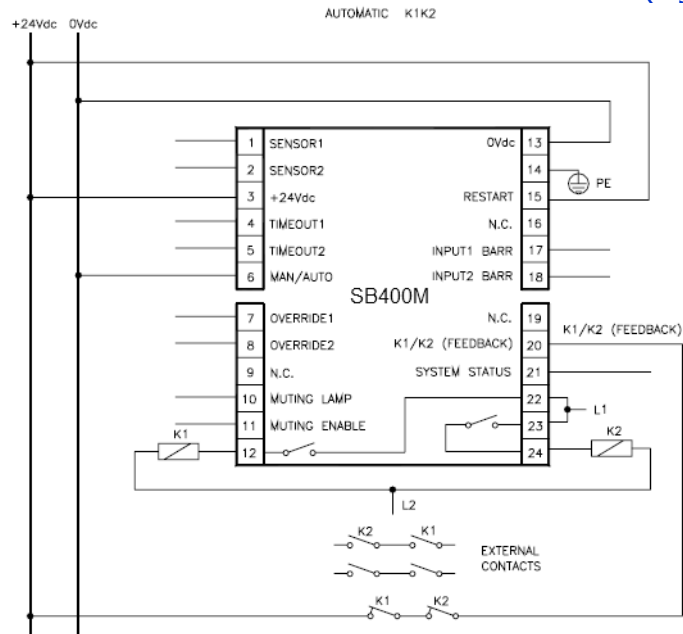 AUTOMATIC K1K2
+24Vdc 0Vdc
1 SENSOR1
2 SENSOR2
3 +24Vdc
4 TIMEOUT1
5 TIMEOUT2
6 MAN/AUTO
0Vdc 13
14 PE
RESTART 15
N.C. 16
INPUT1 BARR 17
INPUT2 BARR 18
SB400M
7 OVERRIDE1
8 OVERRIDE2
9 N.C.
10 MUTING LAMP
11 MUTING ENABLE
12
N.C. 19
K1/K2 (FEEDBACK) 20
K1/K2 (FEEDBACK)
SYSTEM STATUS 21
22
23
24
L1
K1
K2
L2
K2 K1
EXTERNAL
CONTACTS
K1 K2